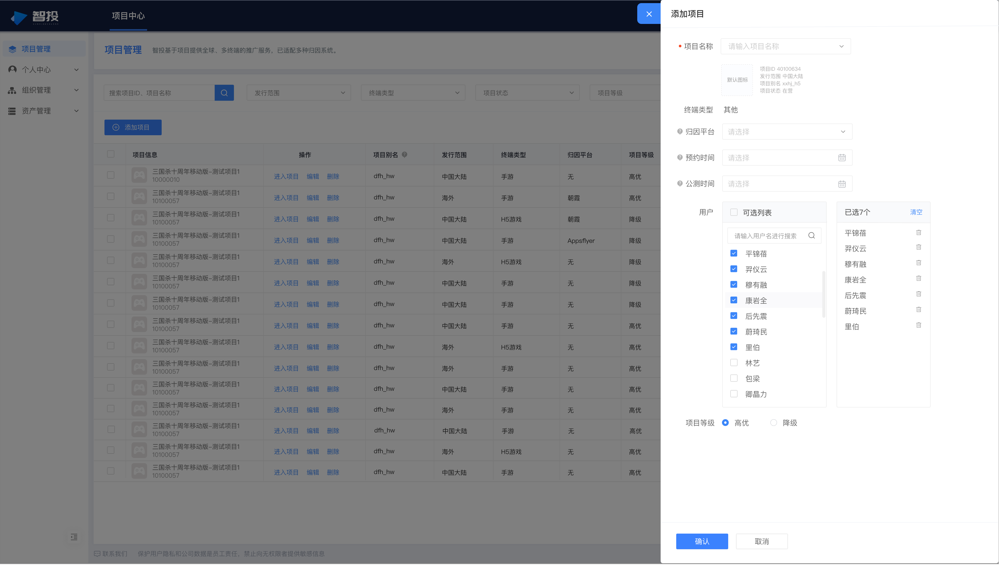 智投
项目中心
项目管理
个人中心
组织管理
资产管理
项目管理 智投基于项目提供全球、多终端的推广服务，已适配多种归因系统。
搜索项目ID、项目名称 发行范围 终端类型 项目状态 项目等级
添加项目
项目信息 操作 项目别名 发行范围 终端类型 归因平台 项目等级
三国杀十周年移动版-测试项目1
10000010 进入项目 编辑 删除 dfh_hw 中国大陆 手游 无 高优
三国杀十周年移动版-测试项目1
10100057 进入项目 编辑 删除 dfh_hw 海外 手游 朝霞 高优
三国杀十周年移动版-测试项目1
10100057 进入项目 编辑 删除 dfh_hw 中国大陆 H5游戏 朝霞 降级
三国杀十周年移动版-测试项目1
10100057 进入项目 编辑 删除 dfh_hw 中国大陆 手游 Appsflyer 降级
三国杀十周年移动版-测试项目1
10100057 进入项目 编辑 删除 dfh_hw 海外 H5游戏 无 降级
三国杀十周年移动版-测试项目1
10100057 进入项目 编辑 删除 dfh_hw 中国大陆 手游 无 降级
三国杀十周年移动版-测试项目1
10100057 进入项目 编辑 删除 dfh_hw 中国大陆 手游 无 降级
三国杀十周年移动版-测试项目1
10100057 进入项目 编辑 删除 dfh_hw 中国大陆 手游 无 高优
三国杀十周年移动版-测试项目1
10100057 进入项目 编辑 删除 dfh_hw 海外 H5游戏 无 高优
三国杀十周年移动版-测试项目1
10100057 进入项目 编辑 删除 dfh_hw 海外 手游 无 高优
三国杀十周年移动版-测试项目1
10100057 进入项目 编辑 删除 dfh_hw 中国大陆 手游 无 高优
三国杀十周年移动版-测试项目1
10100057 进入项目 编辑 删除 dfh_hw 海外 手游 无 高优
三国杀十周年移动版-测试项目1
10100057 进入项目 编辑 删除 dfh_hw 中国大陆 手游 无 高优
三国杀十周年移动版-测试项目1
10100057 进入项目 编辑 删除 dfh_hw 海外 H5游戏 无 高优
三国杀十周年移动版-测试项目1
10100057 进入项目 编辑 删除 dfh_hw 中国大陆 手游 无 高优
联系我们 保护用户隐私和公司数据是员工责任，禁止向无权限者提供敏感信息
添加项目
项目名称 请输入项目名称
默认图标
项目ID 40100634
发行范围 中国大陆
项目别名 xxhj_h5
项目状态 在营
终端类型 其他
归因平台 请选择
预约时间 请选择
公测时间 请选择
用户
可选列表
请输入用户名进行搜索
平锦蓓
羿仪云
穆有融
康岩全
后先震
蔚琦民
里伯
林艺
包梁
卿晶力
已选7个 清空
平锦蓓
羿仪云
穆有融
康岩全
后先震
蔚琦民
里伯
项目等级 高优 降级
确认 取消